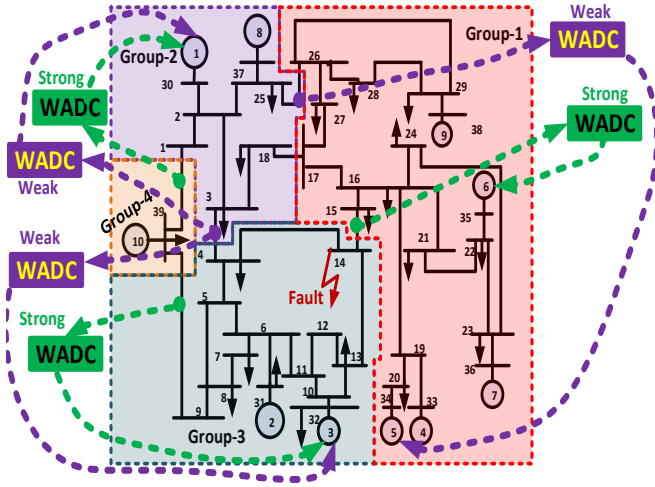 Weak
WADC
Group-1
Group-2
1
8
26
30
37
25
2
28
29
27
38
9
24
Strong
WADC
Strong
WADC
1
18
17
WADC
Weak
16
6
3
15
35
Group-4
39
10
Weak
WADC
4
14
21
22
Fault
5
Strong
WADC
6
12
7
13
11
8
10
31
2
9
32
3
Group-3
23
36
7
19
20
34
33
5
4